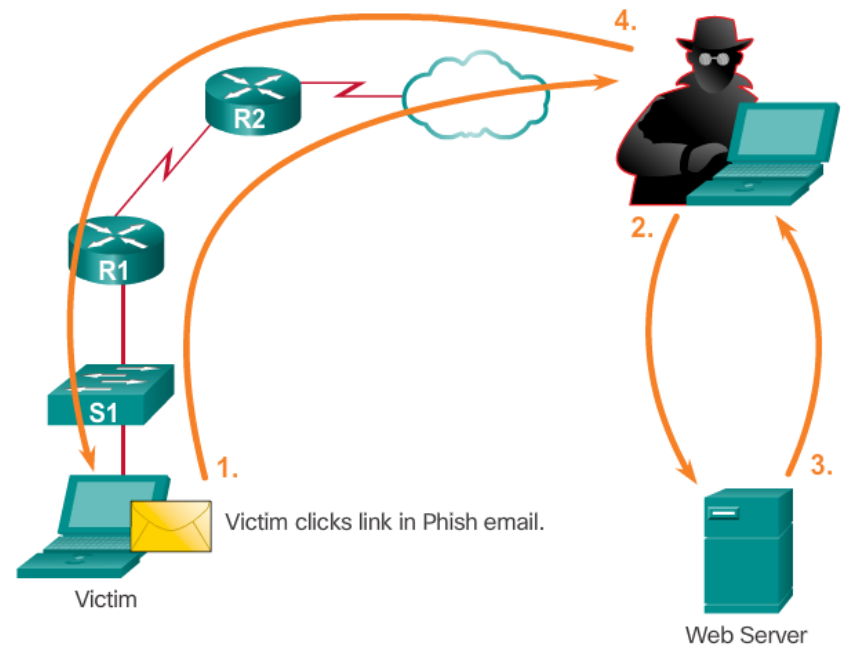 4.
R2
2.
R1
S1
1.
3.
Victim clicks link in Phish email.
Victim
Web Server